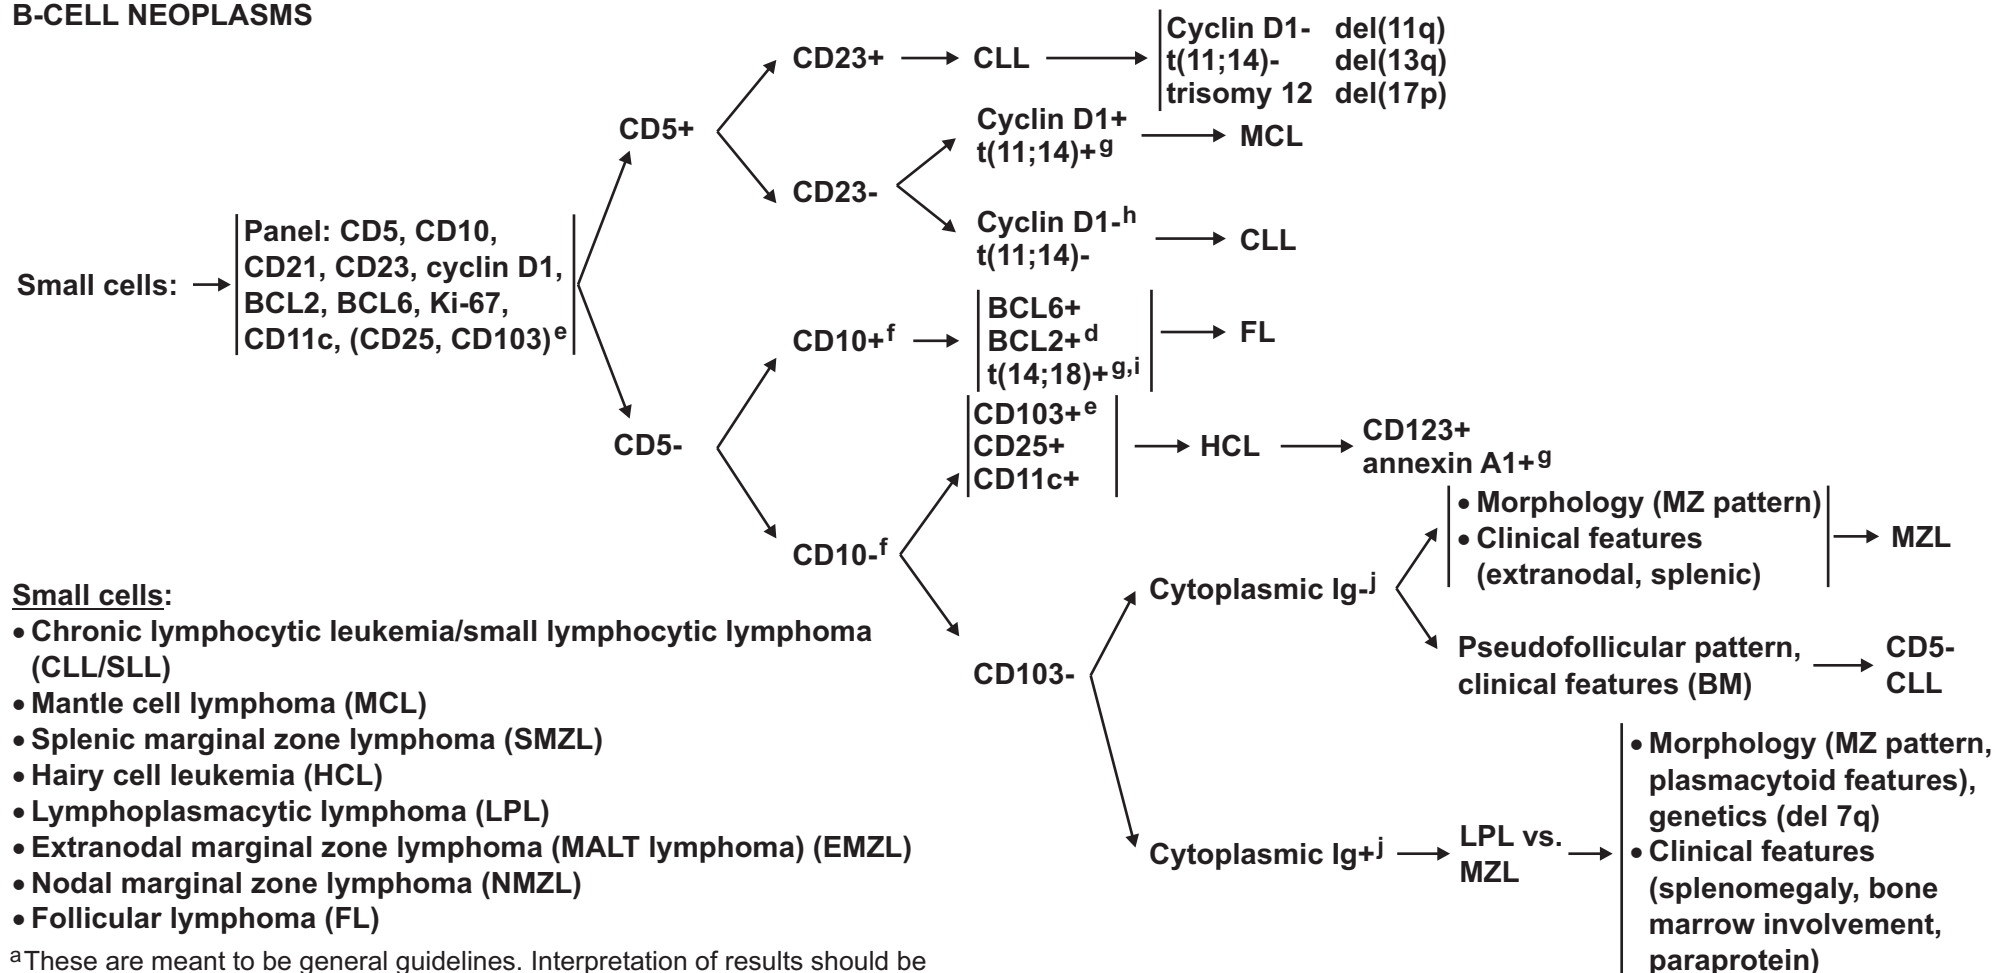 B-CELL NEOPLASMS
Small cells:
Panel: CD5, CD10,
CD21, CD23, cyclin D1,
BCL2, BCL6, Ki-67,
CD11c, (CD25, CD103)e
CD5+
CD23+
CLL
Cyclin D1- del(11q)
t(11;14)- del(13q)
trisomy 12 del(17p)
CD23-
Cyclin D1+
t(11;14)+g
MCL
Cyclin D1-h
t(11;14)-
CLL
CD5-
CD10+f
BCL6+
BCL2+d
t(14;18)+g,i
FL
CD10-f
CD103+e
CD25+
CD11c+
HCL
CD123+
annexin A1+g
CD103-
Cytoplasmic Ig-j
• Morphology (MZ pattern)
• Clinical features
(extranodal, splenic)
MZL
Pseudofollicular pattern,
clinical features (BM)
CD5-
CLL
Cytoplasmic Ig+j
LPL vs.
MZL
• Morphology (MZ pattern,
plasmacytoid features),
genetics (del 7q)
• Clinical features
(splenomegaly, bone
marrow involvement,
paraprotein)
Small cells:
• Chronic lymphocytic leukemia/small lymphocytic lymphoma
(CLL/SLL)
• Mantle cell lymphoma (MCL)
• Splenic marginal zone lymphoma (SMZL)
• Hairy cell leukemia (HCL)
• Lymphoplasmacytic lymphoma (LPL)
• Extranodal marginal zone lymphoma (MALT lymphoma) (EMZL)
• Nodal marginal zone lymphoma (NMZL)
• Follicular lymphoma (FL)
a These are meant to be general guidelines. Interpretation of results should be